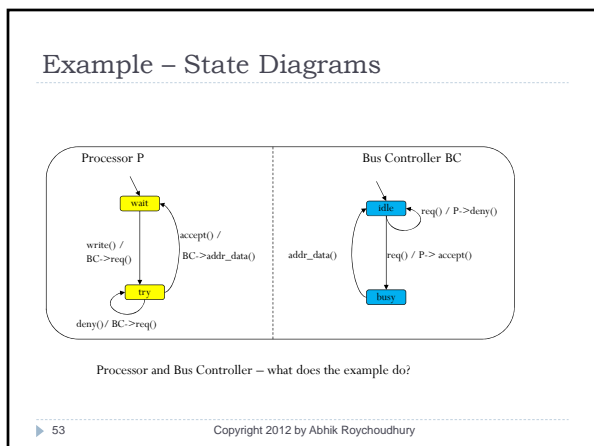 Example – State Diagrams
Processor P
Bus Controller BC
wait
idle
req() / P->deny()
accept() /
BC->addr_data()
write() /
BC->req()
addr_data()
req() / P-> accept()
try
busy
deny()/ BC->req()
Processor and Bus Controller – what does the example do?
53
Copyright 2012 by Abhik Roychoudhury